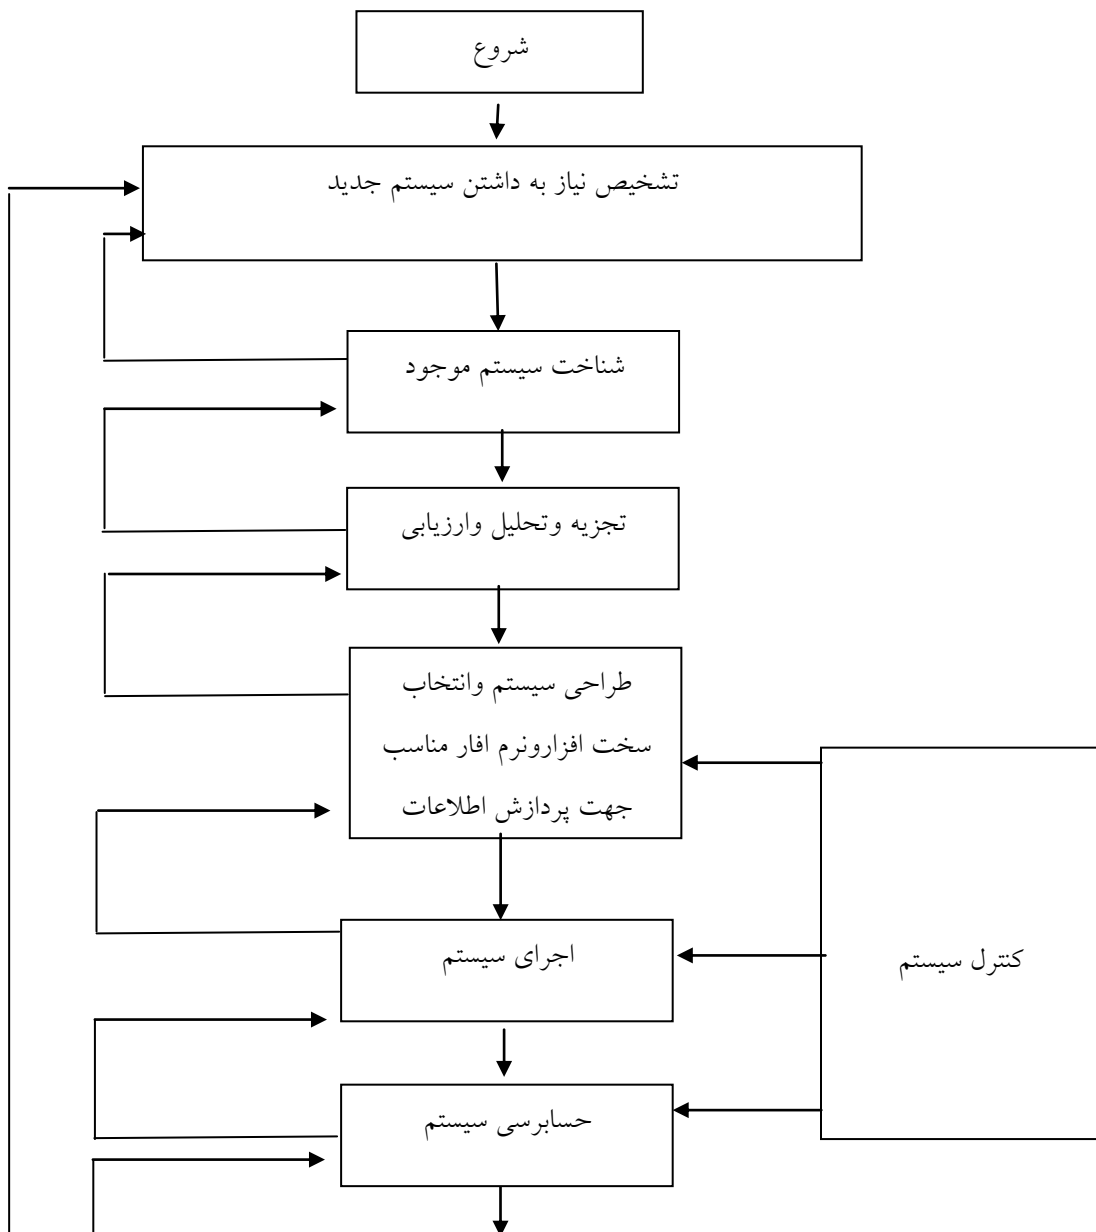 شروع
تشخیص نیاز به داشتن سیستم جدید
شناخت سیستم موجود
تجزیه وتحلیل وارزیابی
طراحی سیستم وانتخاب
سخت افزارونرم افار مناسب
جهت پردازش اطلاعات
اجرای سیستم
کنترل سیستم
حسابرسی سیستم